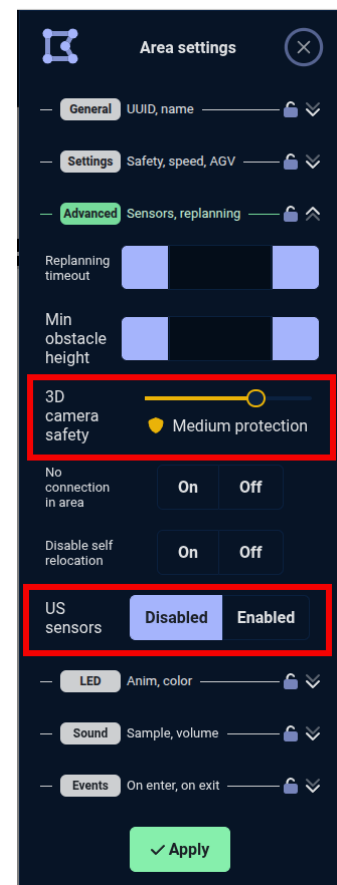 Area settings
General UUID, name
Settings Safety, speed, AGV
Advanced Sensors, replanning
Replanning
timeout
Min
obstacle
height
3D
camera
safety
Medium protection
No
connection
in area
On Off
Disable self
relocation
On Off
US
sensors
Disabled Enabled
LED Anim, color
Sound Sample, volume
Events On enter, on exit
Apply